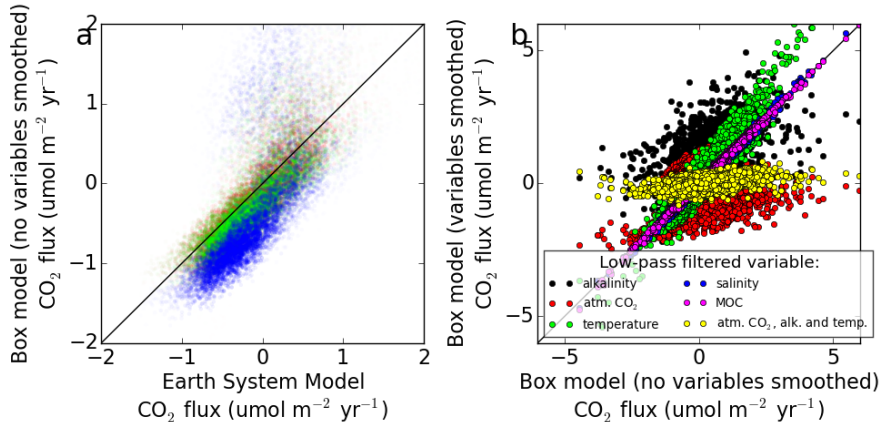 a
Box model (no variables smoothed)
CO₂ flux (umol m⁻² yr⁻¹)
2
1
0
−1
−2
−2 −1 0 1 2
Earth System Model
CO₂ flux (umol m⁻² yr⁻¹)
b
Box model (variables smoothed)
CO₂ flux (umol m⁻² yr⁻¹)
5
0
−5
Low-pass filtered variable:
alkalinity salinity
atm. CO₂ MOC
temperature atm. CO₂, alk. and temp.
−5 0 5
Box model (no variables smoothed)
CO₂ flux (umol m⁻² yr⁻¹)